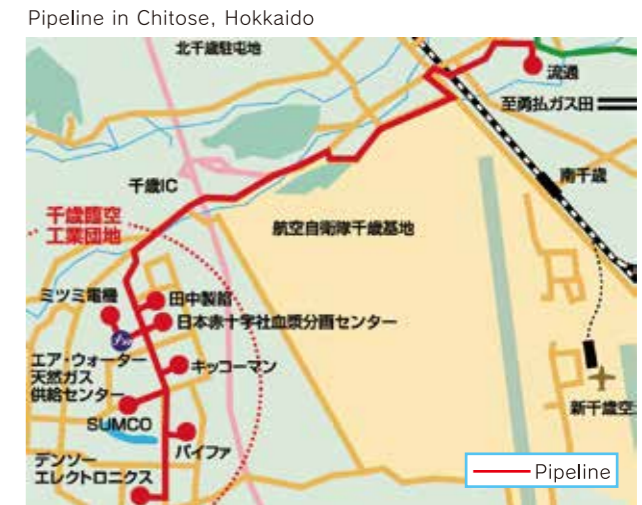 Pipeline in Chitose, Hokkaido
北千歳駐屯地
流通
至勇払ガス田
南千歳
千歳IC
千歳臨空
工業団地
航空自衛隊千歳基地
ミツミ電機
田中製餡
日本赤十字社血漿分画センター
エア・ウォーター
天然ガス
供給センター
キッコーマン
SUMCO
パイファ
新千歳空
デンソー
エレクトロニクス
Pipeline